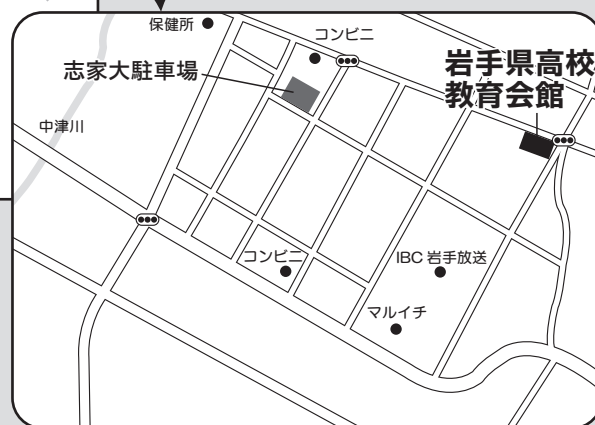 保健所
コンビニ
志家大駐車場
岩手県高校
教育会館
中津川
コンビニ
IBC 岩手放送
マルイチ